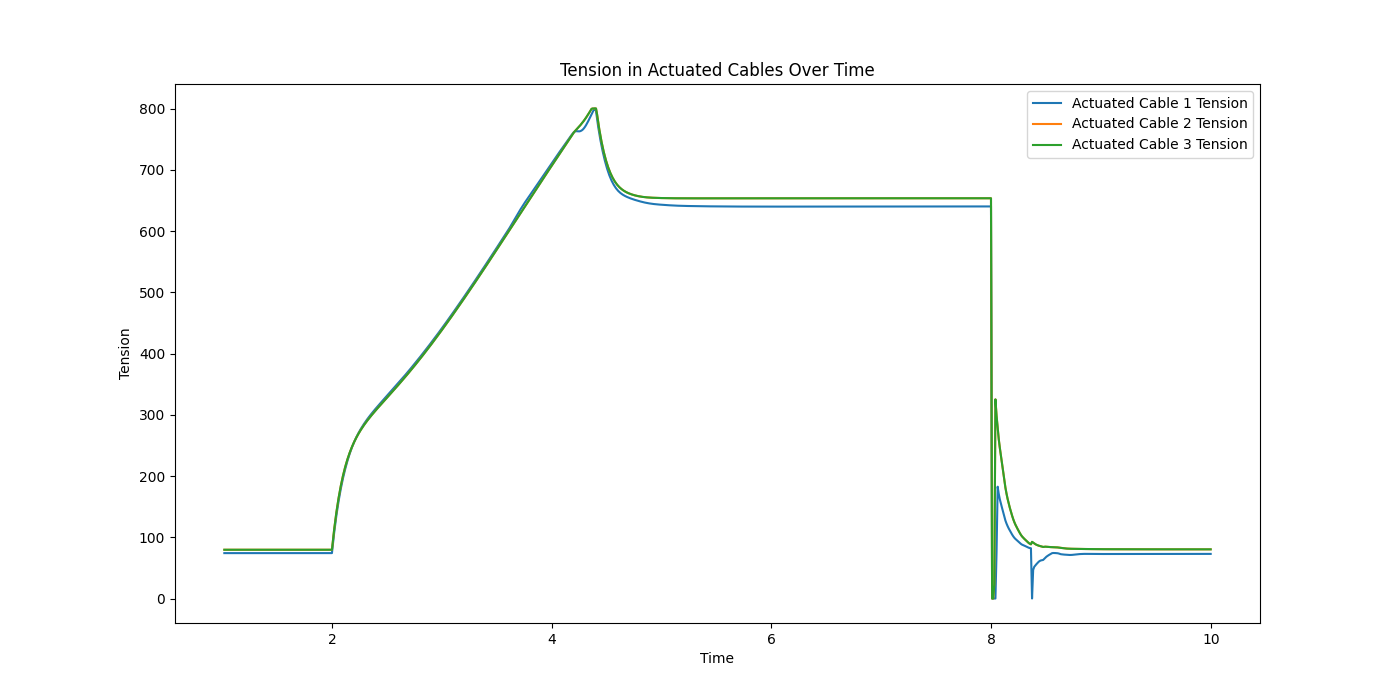 Tension in Actuated Cables Over Time
Actuated Cable 1 Tension
Actuated Cable 2 Tension
Actuated Cable 3 Tension
800
700
600
500
400
300
200
100
0
Tension
2
4
6
8
10
Time